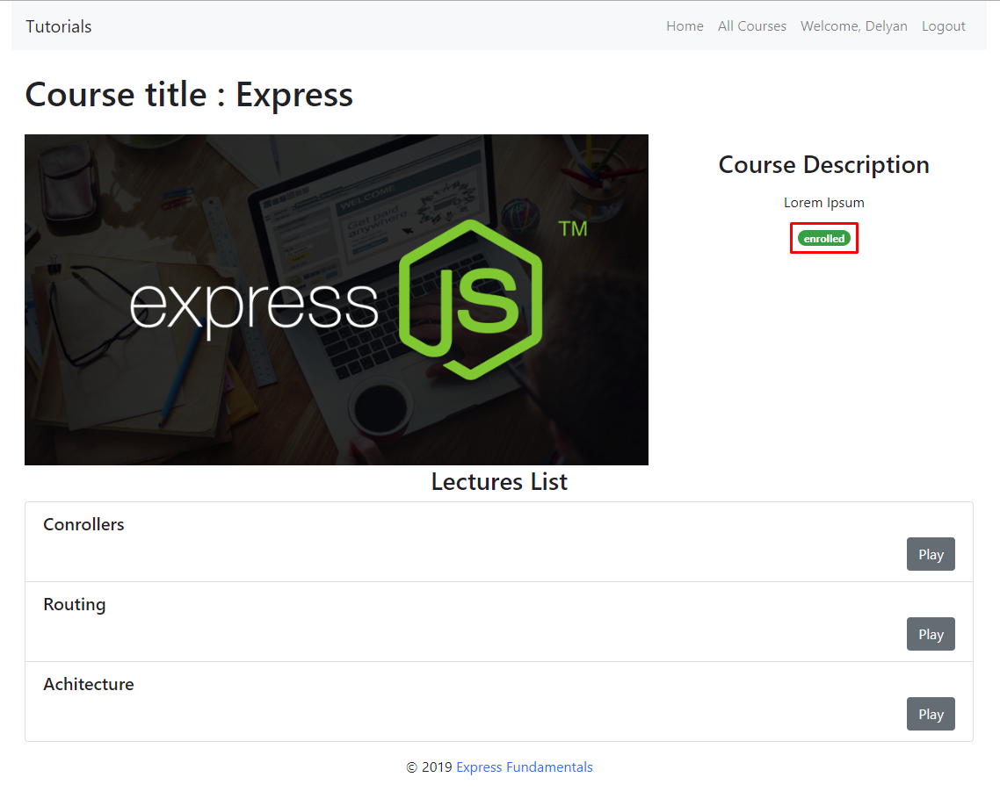 Tutorials
Home All Courses Welcome, Delyan Logout
Course title : Express
WELCOME
Get paid
anywhere
express JS TM
Course Description
Lorem Ipsum
enrolled
Lectures List
Conrollers
Play
Routing
Play
Achitecture
Play
© 2019 Express Fundamentals